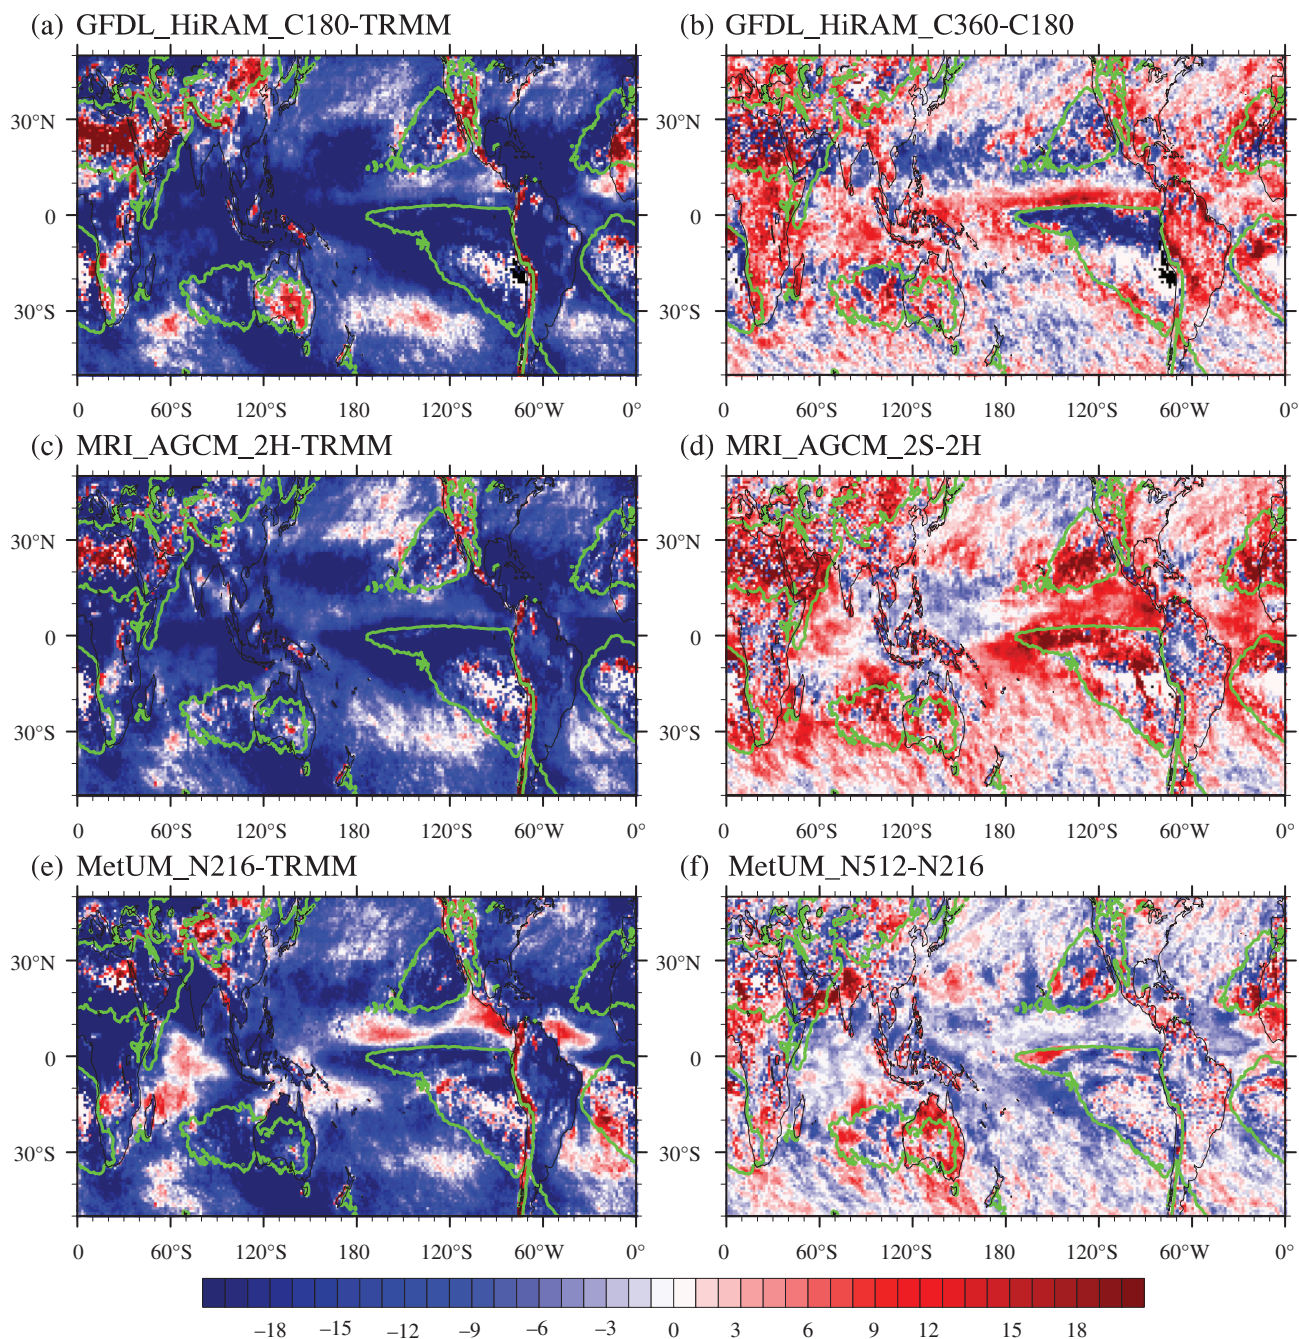 (a) GFDL_HiRAM_C180-TRMM
(b) GFDL_HiRAM_C360-C180
30°N
0
30°S
30°N
0
30°S
0 60°S 120°S 180 120°S 60°W 0°
0 60°S 120°S 180 120°S 60°W 0°
(c) MRI_AGCM_2H-TRMM
(d) MRI_AGCM_2S-2H
30°N
0
30°S
30°N
0
30°S
0 60°S 120°S 180 120°S 60°W 0°
0 60°S 120°S 180 120°S 60°W 0°
(e) MetUM_N216-TRMM
(f) MetUM_N512-N216
30°N
0
30°S
30°N
0
30°S
0 60°S 120°S 180 120°S 60°W 0°
0 60°S 120°S 180 120°S 60°W 0°
−18 −15 −12 −9 −6 −3 0 3 6 9 12 15 18